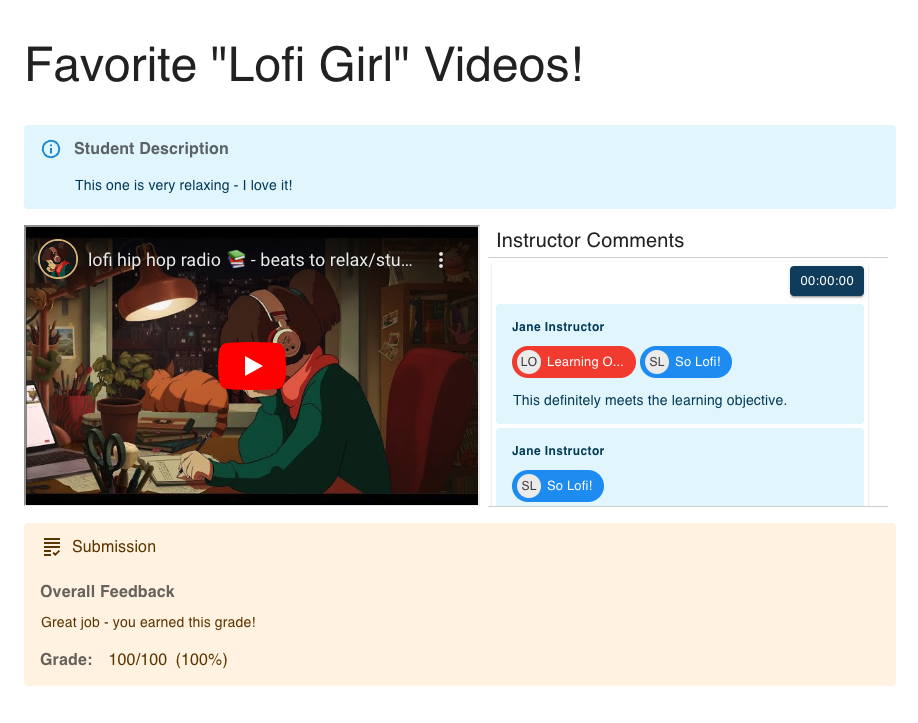 Favorite "Lofi Girl" Videos!
Student Description
This one is very relaxing - I love it!
lofi hip hop radio 📚 - beats to relax/stu...
Instructor Comments
00:00:00
Jane Instructor
LO Learning O... SL So Lofi!
This definitely meets the learning objective.
Jane Instructor
SL So Lofi!
Submission
Overall Feedback
Great job - you earned this grade!
Grade: 100/100 (100%)